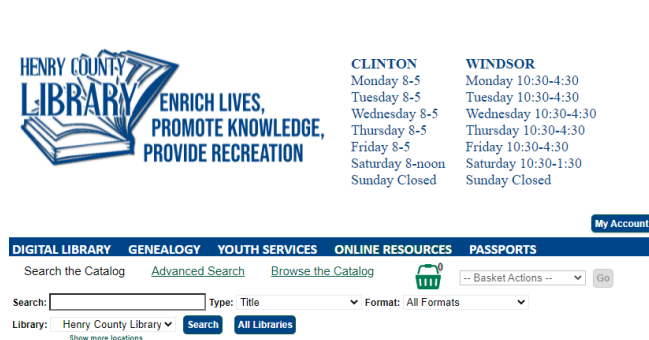 HENRY COUNTY
LIBRARY
ENRICH LIVES,
PROMOTE KNOWLEDGE,
PROVIDE RECREATION
CLINTON
Monday 8-5
Tuesday 8-5
Wednesday 8-5
Thursday 8-5
Friday 8-5
Saturday 8-noon
Sunday Closed
WINDSOR
Monday 10:30-4:30
Tuesday 10:30-4:30
Wednesday 10:30-4:30
Thursday 10:30-4:30
Friday 10:30-4:30
Saturday 10:30-1:30
Sunday Closed
My Account
DIGITAL LIBRARY GENEALOGY YOUTH SERVICES ONLINE RESOURCES PASSPORTS
Search the Catalog Advanced Search Browse the Catalog 0 -- Basket Actions -- Go
Search: Type: Title Format: All Formats
Library: Henry County Library Search All Libraries
Show more locations